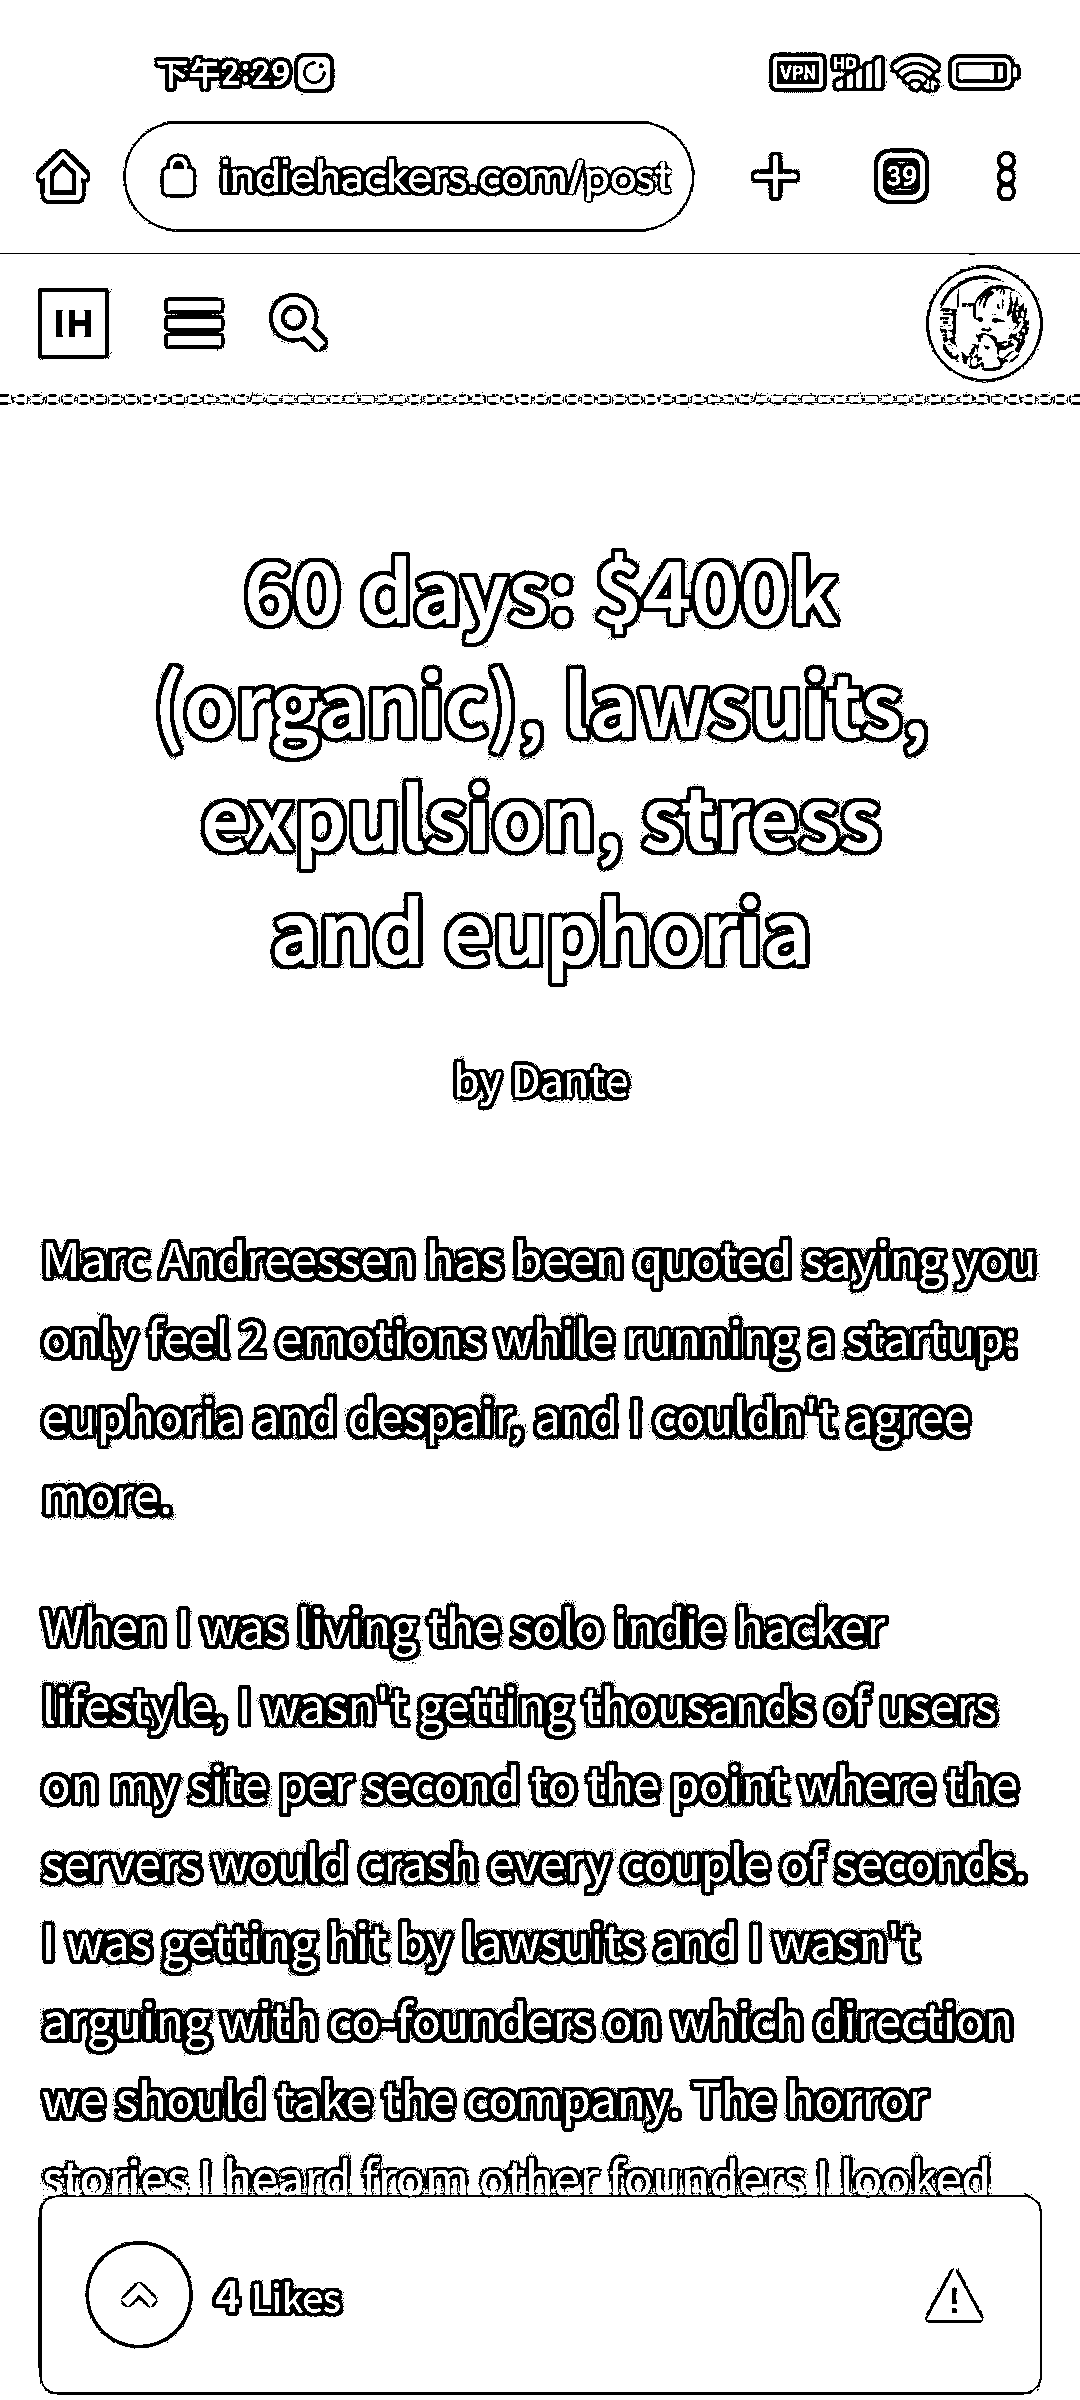 下午2:29
VPN HD
indiehackers.com/post
39
IH
60 days: $400k
(organic), lawsuits,
expulsion, stress
and euphoria
by Dante
Marc Andreessen has been quoted saying you
only feel 2 emotions while running a startup:
euphoria and despair, and I couldn't agree
more.
When I was living the solo indie hacker
lifestyle, I wasn't getting thousands of users
on my site per second to the point where the
servers would crash every couple of seconds.
I was getting hit by lawsuits and I wasn't
arguing with co-founders on which direction
we should take the company. The horror
stories I heard from other founders I looked
4 Likes